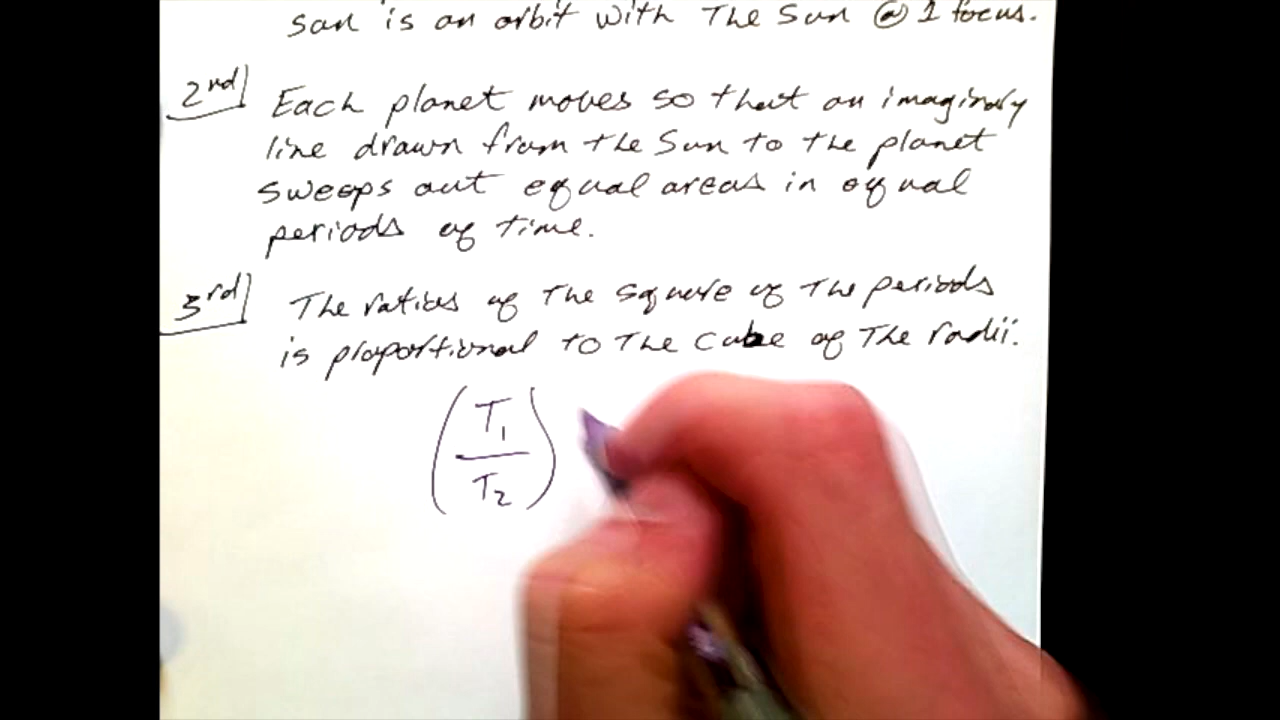 sun is an orbit with The Sun @ 1 focus.
2nd Each planet moves so that an imaginary
line drawn from the Sun to the planet
sweeps out equal areas in equal
periods of time.
3rd The ratios of The square of The periods
is proportional to The cube of The radii.
(T1/T2)